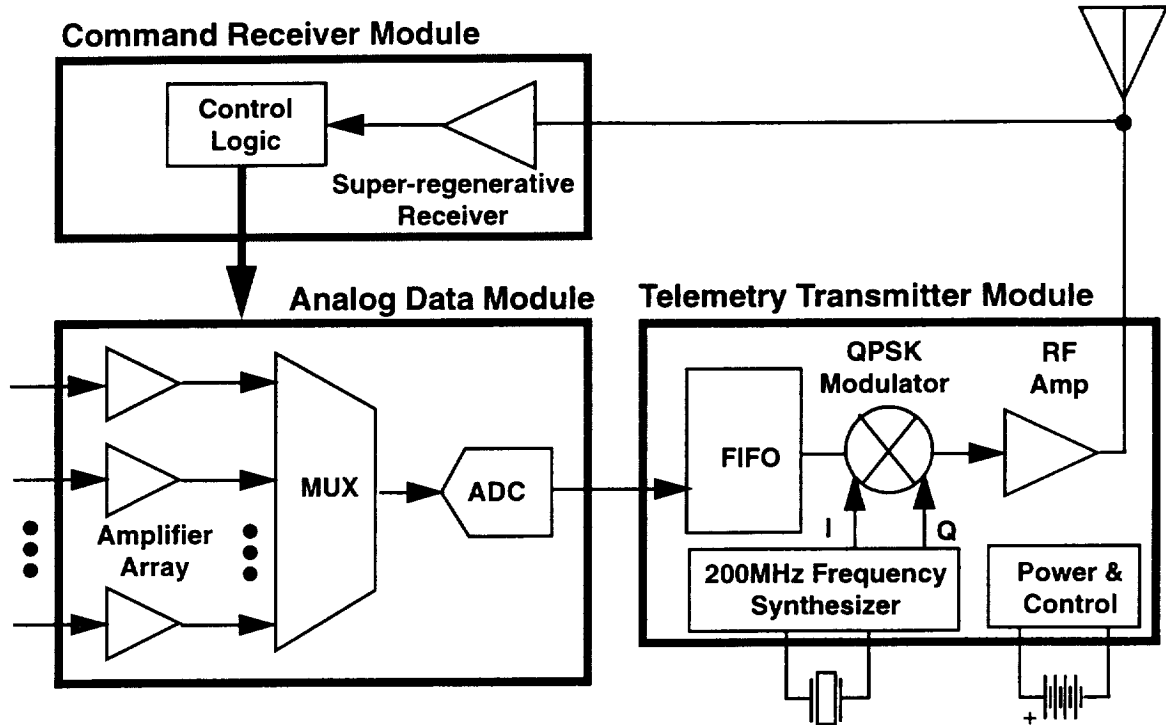 Command Receiver Module
Control
Logic
Super-regenerative
Receiver
Analog Data Module
Amplifier
Array
MUX
ADC
Telemetry Transmitter Module
QPSK
Modulator
RF
Amp
FIFO
I
Q
200MHz Frequency
Synthesizer
Power &
Control
+